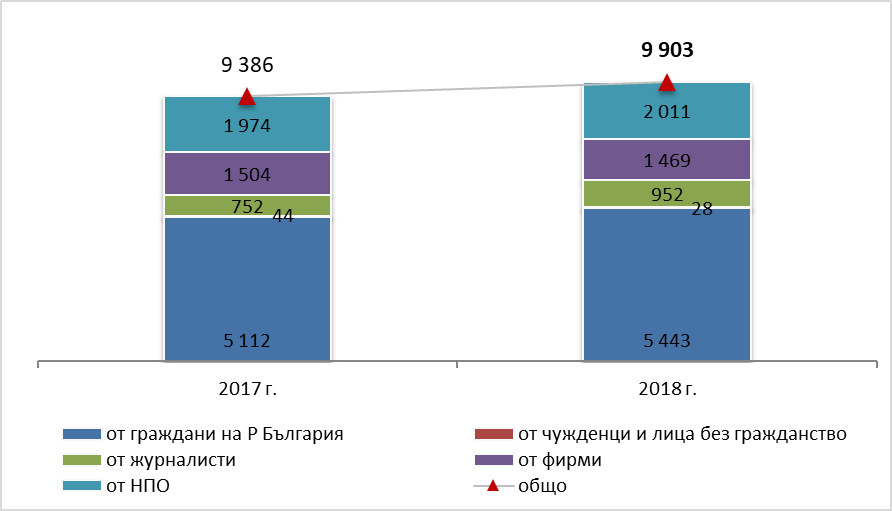 9 386
9 903
1 974
2 011
1 504
1 469
752
952
44
28
5 112
5 443
2017 г.
2018 г.
от граждани на Р България
от чужденци и лица без гражданство
от журналисти
от фирми
от НПО
общо